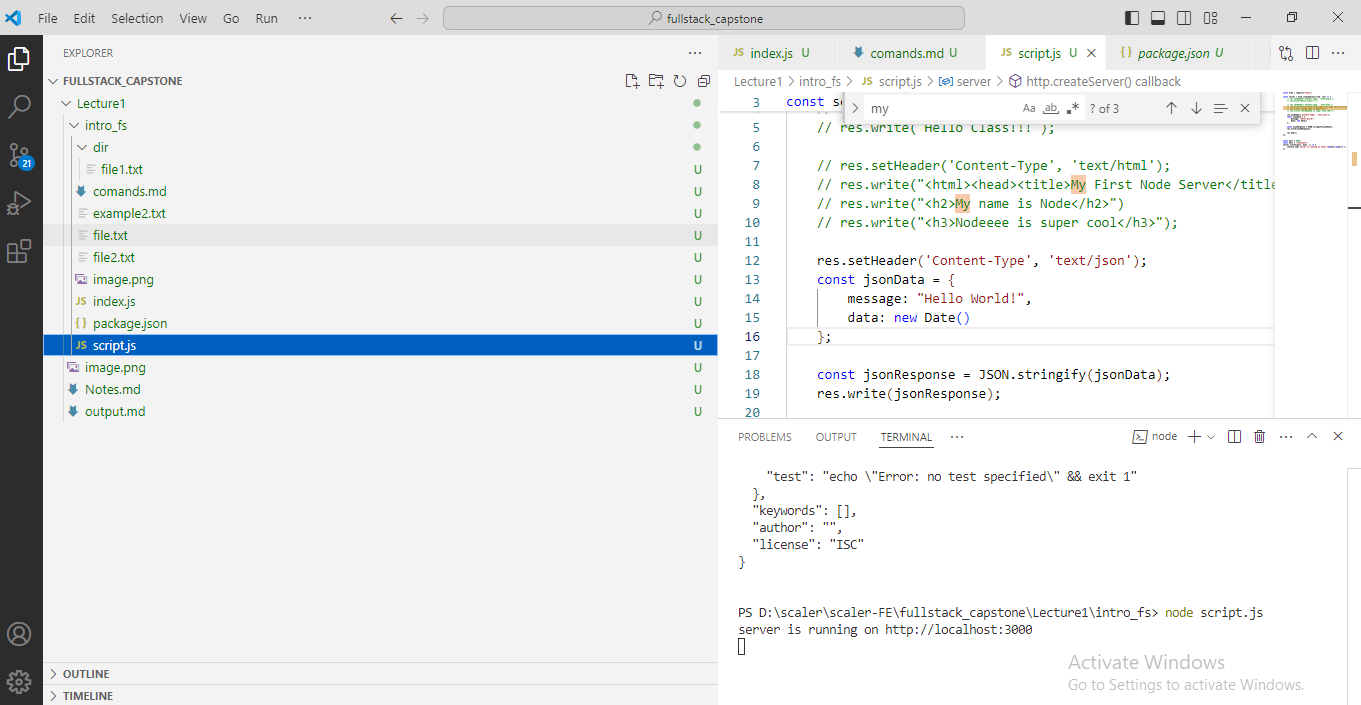 File Edit Selection View Go Run ···
fullstack_capstone
EXPLORER
FULLSTACK_CAPSTONE
Lecture1
intro_fs
dir
file1.txt U
comands.md U
example2.txt U
file.txt U
file2.txt U
image.png U
JS index.js U
{} package.json U
JS script.js U
image.png U
Notes.md U
output.md U
OUTLINE
TIMELINE
21
JS index.js U comands.md U JS script.js U {} package.json U
Lecture1 > intro_fs > JS script.js > server > http.createServer() callback
my Aa ab ? of 3
3 const se
5 // res.write('Hello Class!!!');
6
7 // res.setHeader('Content-Type', 'text/html');
8 // res.write("<html><head><title>My First Node Server</title
9 // res.write("<h2>My name is Node</h2>")
10 // res.write("<h3>Nodeeee is super cool</h3>");
11
12 res.setHeader('Content-Type', 'text/json');
13 const jsonData = {
14 message: "Hello World!",
15 data: new Date()
16 };
17
18 const jsonResponse = JSON.stringify(jsonData);
19 res.write(jsonResponse);
20
PROBLEMS OUTPUT TERMINAL ··· node
"test": "echo \"Error: no test specified\" && exit 1"
},
"keywords": [],
"author": "",
"license": "ISC"
}
PS D:\scaler\scaler-FE\fullstack_capstone\Lecture1\intro_fs> node script.js
server is running on http://localhost:3000
Activate Windows
Go to Settings to activate Windows.